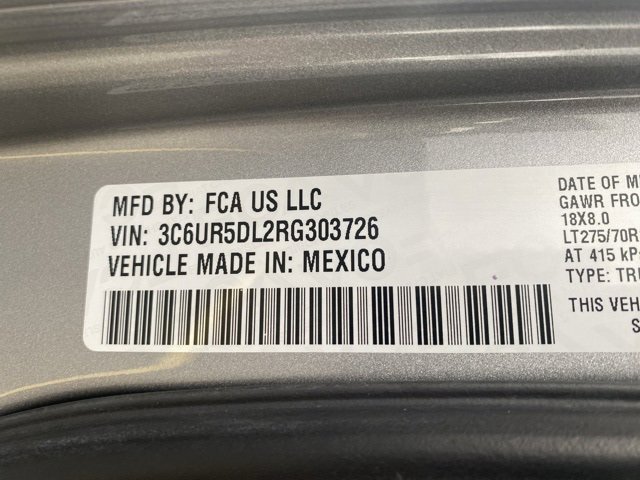 MFD BY: FCA US LLC
VIN: 3C6UR5DL2RG303726
VEHICLE MADE IN: MEXICO
DATE OF M
GAWR FRO
18X8.0
LT275/70R
AT 415 kP
TYPE: TR
THIS VEH
S